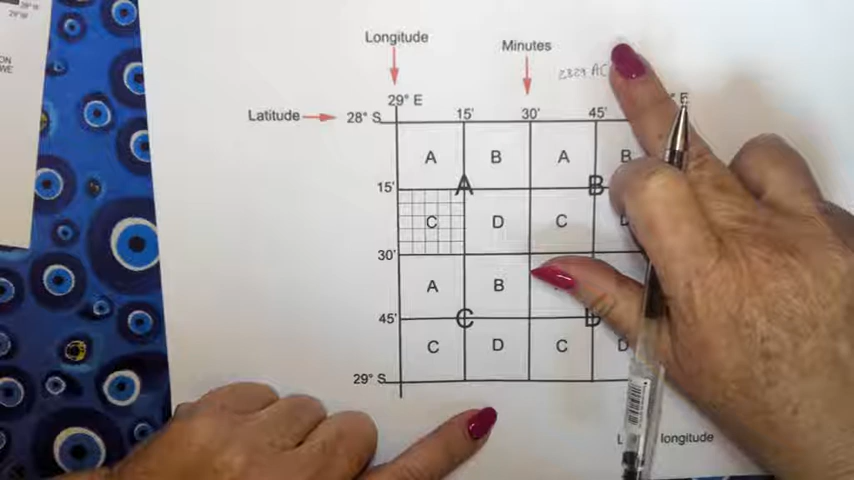 Longitude
Minutes
2829 AC
29° E
E
Latitude
28° S
15'
30'
45'
A B A B
A B
15'
C D C D
30'
A B
C D
45'
C D C D
29° S
longitude